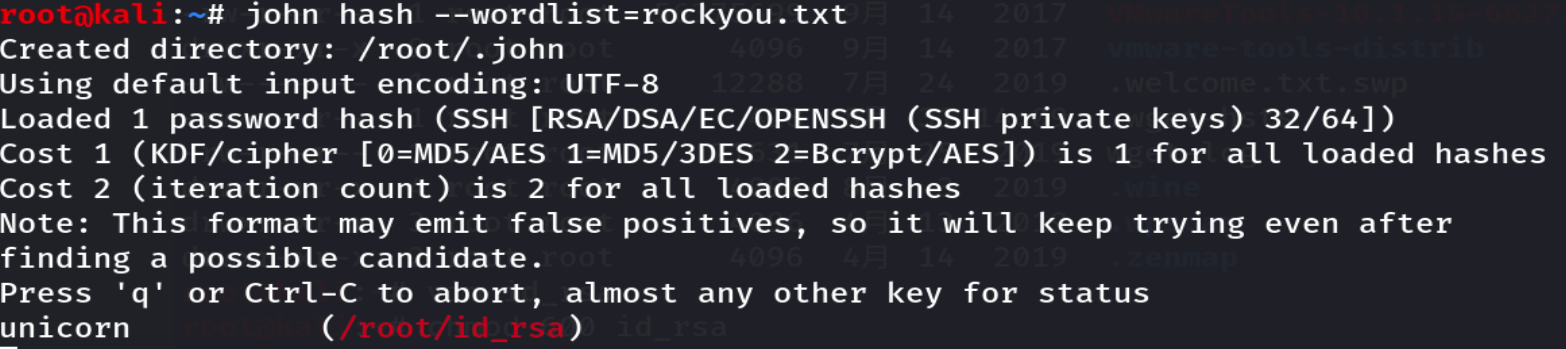 root@kali:~# john hash --wordlist=rockyou.txt
Created directory: /root/.john
Using default input encoding: UTF-8
Loaded 1 password hash (SSH [RSA/DSA/EC/OPENSSH (SSH private keys) 32/64])
Cost 1 (KDF/cipher [0=MD5/AES 1=MD5/3DES 2=Bcrypt/AES]) is 1 for all loaded hashes
Cost 2 (iteration count) is 2 for all loaded hashes
Note: This format may emit false positives, so it will keep trying even after
finding a possible candidate.
Press 'q' or Ctrl-C to abort, almost any other key for status
unicorn (/root/id_rsa)